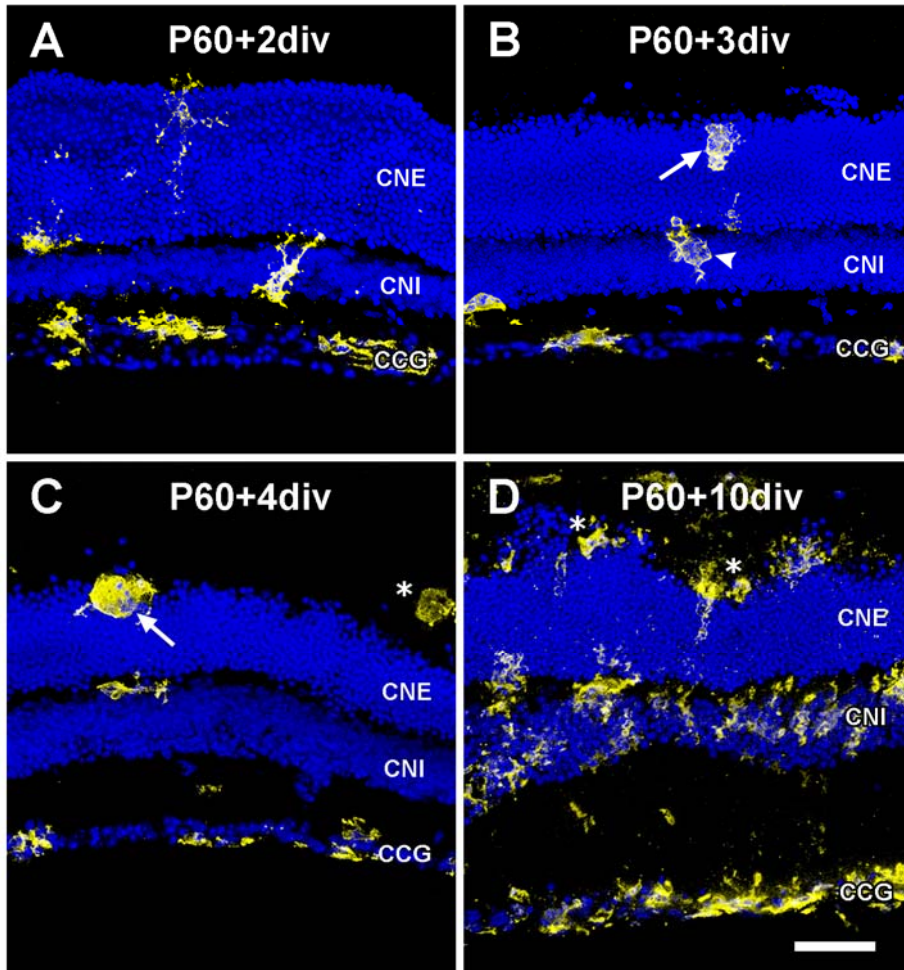 A P60+2div
CNE
CNI
CCG
B P60+3div
CNE
CNI
CCG
C P60+4div
*
CNE
CNI
CCG
D P60+10div
* *
CNE
CNI
CCG